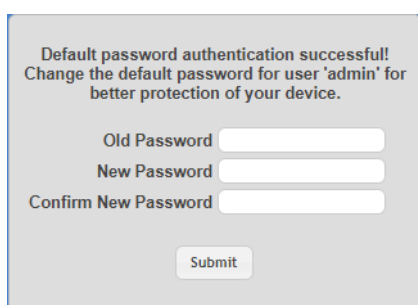 Default password authentication successful!
Change the default password for user 'admin' for
better protection of your device.
Old Password
New Password
Confirm New Password
Submit